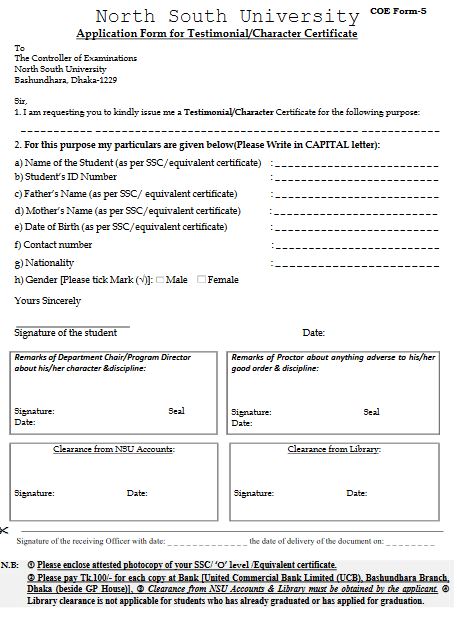 North South University
COE Form-5
Application Form for Testimonial/Character Certificate
To
The Controller of Examinations
North South University
Bashundhara, Dhaka-1229
Sir,
1. I am requesting you to kindly issue me a Testimonial/Character Certificate for the following purpose:
2. For this purpose my particulars are given below(Please Write in CAPITAL letter):
a) Name of the Student (as per SSC/equivalent certificate) :
b) Student's ID Number :
c) Father's Name (as per SSC/ equivalent certificate) :
d) Mother's Name (as per SSC/ equivalent certificate) :
e) Date of Birth (as per SSC/equivalent certificate) :
f) Contact number :
g) Nationality :
h) Gender [Please tick Mark (√)]: □ Male □ Female
Yours Sincerely
Signature of the student Date:
Remarks of Department Chair/Program Director
about his/her character &discipline:
Signature: Seal
Date:
Remarks of Proctor about anything adverse to his/her
good order & discipline:
Signature: Seal
Date:
Clearance from NSU Accounts:
Signature: Date:
Clearance from Library:
Signature: Date:
Signature of the receiving Officer with date: _ _ _ _ _ _ _ _ _ _ _ _ _ the date of delivery of the document on: _ _ _ _ _ _ _ _
N.B: ① Please enclose attested photocopy of your SSC/ 'O' level /Equivalent certificate.
② Please pay Tk.100/- for each copy at Bank [United Commercial Bank Limited (UCB), Bashundhara Branch,
Dhaka (beside GP House)], ③ Clearance from NSU Accounts & Library must be obtained by the applicant. ④
Library clearance is not applicable for students who has already graduated or has applied for graduation.